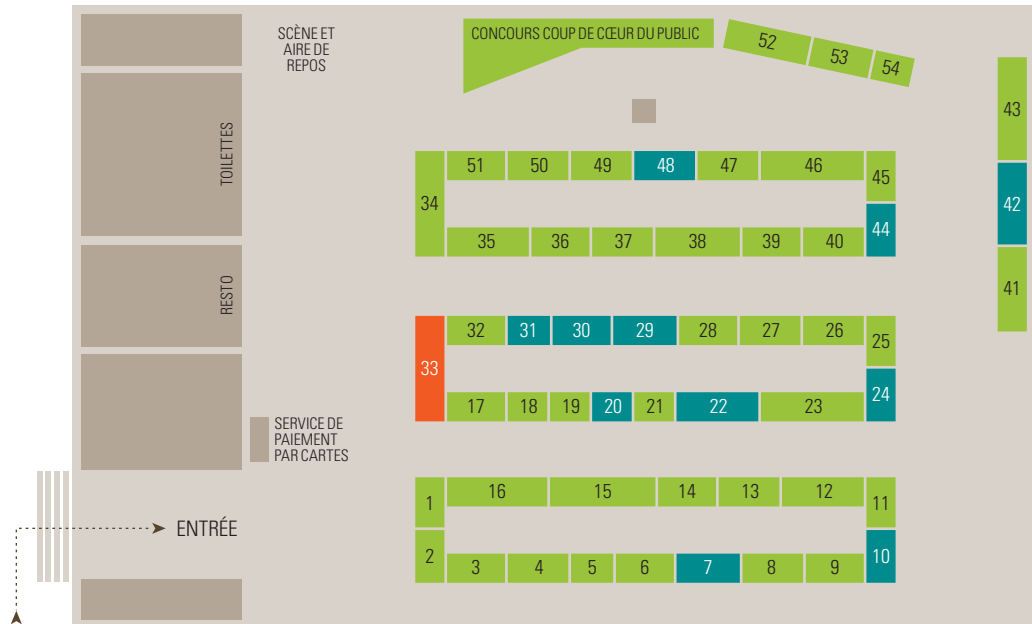 SCÈNE ET
AIRE DE
REPOS
CONCOURS COUP DE CŒUR DU PUBLIC
52
53
54
43
42
41
TOILETTES
51 50 49 48 47 46
34
45
44
35 36 37 38 39 40
RESTO
32 31 30 29 28 27 26
33
25
24
17 18 19 20 21 22 23
SERVICE DE
PAIEMENT
PAR CARTES
16 15 14 13 12
1
11
ENTRÉE
2
10
3 4 5 6 7 8 9